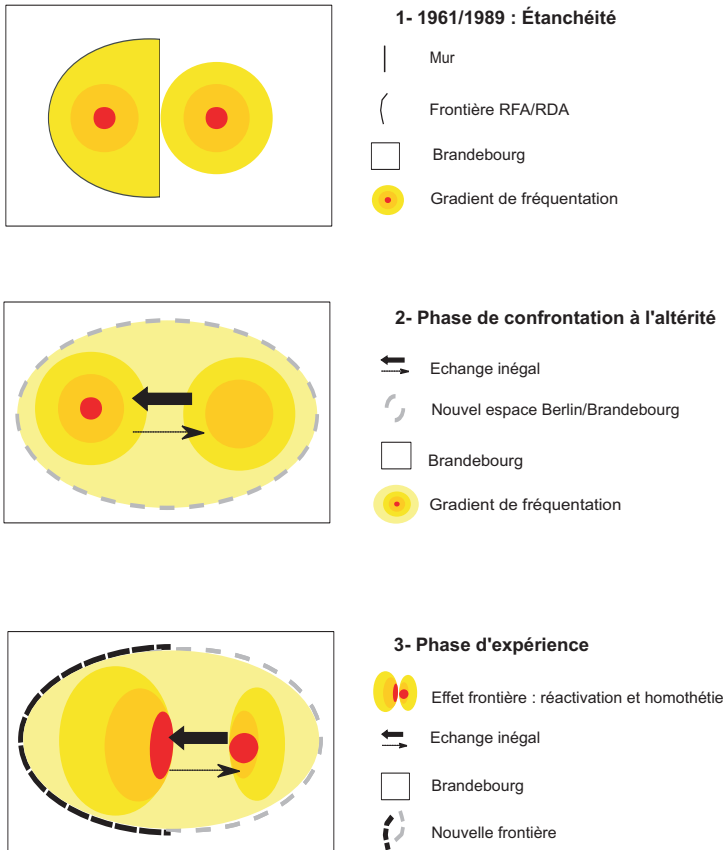 1- 1961/1989 : Étanchéité
Mur
Frontière RFA/RDA
Brandebourg
Gradient de fréquentation
2- Phase de confrontation à l'altérité
Echange inégal
Nouvel espace Berlin/Brandebourg
Brandebourg
Gradient de fréquentation
3- Phase d'expérience
Effet frontière : réactivation et homothétie
Echange inégal
Brandebourg
Nouvelle frontière